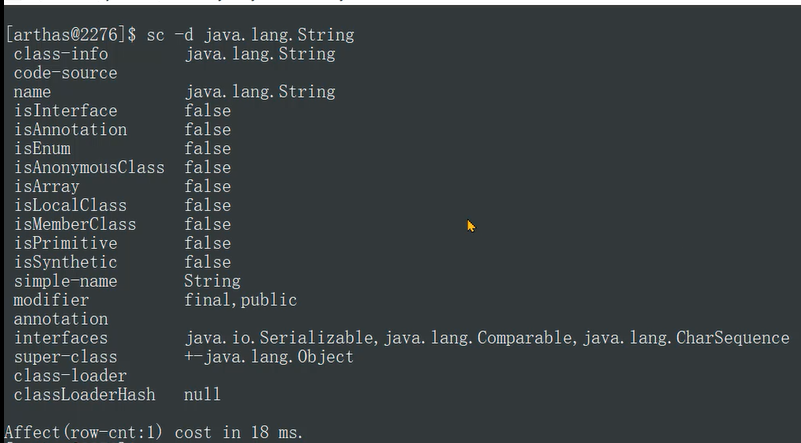 [arthas@2276]$ sc -d java.lang.String
class-info java.lang.String
code-source
name java.lang.String
isInterface false
isAnnotation false
isEnum false
isAnonymousClass false
isArray false
isLocalClass false
isMemberClass false
isPrimitive false
isSynthetic false
simple-name String
modifier final,public
annotation
interfaces java.io.Serializable,java.lang.Comparable,java.lang.CharSequence
super-class +-java.lang.Object
class-loader
classLoaderHash null
Affect(row-cnt:1) cost in 18 ms.